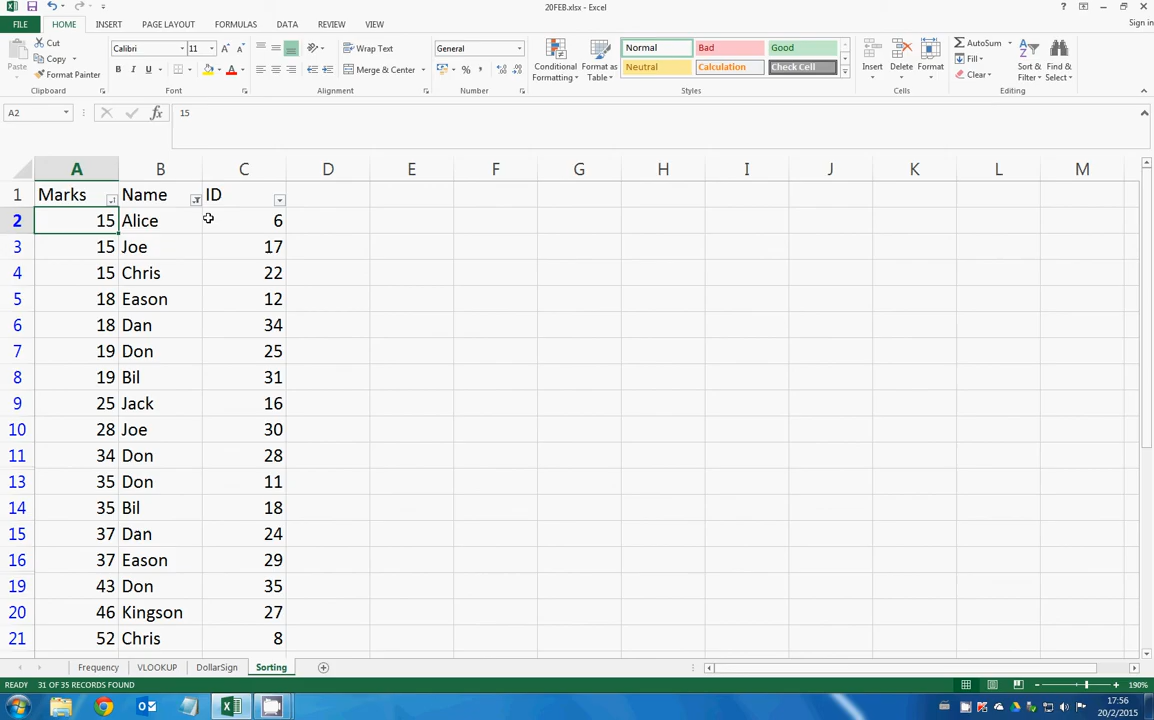 20FEB.xlsx - Excel
Sign in
FILE HOME INSERT PAGE LAYOUT FORMULAS DATA REVIEW VIEW
Paste
Cut
Copy
Format Painter
Clipboard
Calibri 11
B I U
Font
Wrap Text
Merge & Center
Alignment
General
Number
Conditional Formatting
Format as Table
Normal Bad Good
Neutral Calculation Check Cell
Styles
Insert Delete Format
Cells
AutoSum
Fill
Clear
Sort & Filter
Find & Select
Editing
A2 fx 15
A B C D E F G H I J K L M
1 Marks Name ID
2 15 Alice 6
3 15 Joe 17
4 15 Chris 22
5 18 Eason 12
6 18 Dan 34
7 19 Don 25
8 19 Bil 31
9 25 Jack 16
10 28 Joe 30
11 34 Don 28
13 35 Don 11
14 35 Bil 18
15 37 Dan 24
16 37 Eason 29
19 43 Don 35
20 46 Kingson 27
21 52 Chris 8
Frequency VLOOKUP DollarSign Sorting
READY 31 OF 35 RECORDS FOUND 190%
17:56
20/2/2015